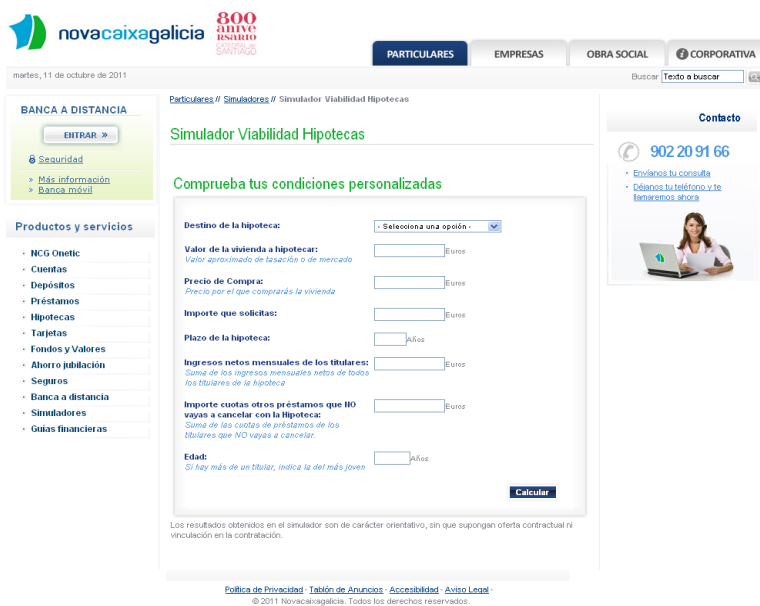 novacaixagalicia
800
ANIVE
RSARIO
CATEDRAL DE
SANTIAGO
PARTICULARES
EMPRESAS
OBRA SOCIAL
CORPORATIVA
martes, 11 de octubre de 2011
Buscar Texto a buscar
BANCA A DISTANCIA
ENTRAR »
Seguridad
» Más información
» Banca móvil
Productos y servicios
· NCG Onetic
· Cuentas
· Depósitos
· Préstamos
· Hipotecas
· Tarjetas
· Fondos y Valores
· Ahorro jubilación
· Seguros
· Banca a distancia
· Simuladores
· Guías financieras
Particulares // Simuladores // Simulador Viabilidad Hipotecas
Simulador Viabilidad Hipotecas
Comprueba tus condiciones personalizadas
Destino de la hipoteca: - Selecciona una opción -
Valor de la vivienda a hipotecar: Euros
Valor aproximado de tasación o de mercado
Precio de Compra: Euros
Precio por el que comprarás la vivienda
Importe que solicitas: Euros
Plazo de la hipoteca: Años
Ingresos netos mensuales de los titulares: Euros
Suma de los ingresos mensuales netos de todos
los titulares de la hipoteca
Importe cuotas otros préstamos que NO
vayas a cancelar con la Hipoteca: Euros
Suma de las cuotas de préstamos de los
titulares que NO vayas a cancelar.
Edad: Años
Si hay más de un titular, indica la del más joven
Calcular
Los resultados obtenidos en el simulador son de carácter orientativo, sin que supongan oferta contractual ni
vinculación en la contratación.
Contacto
902 20 91 66
· Envíanos tu consulta
· Déjanos tu teléfono y te
llamaremos ahora
Política de Privacidad · Tablón de Anuncios · Accesibilidad · Aviso Legal ·
© 2011 Novacaixagalicia. Todos los derechos reservados.